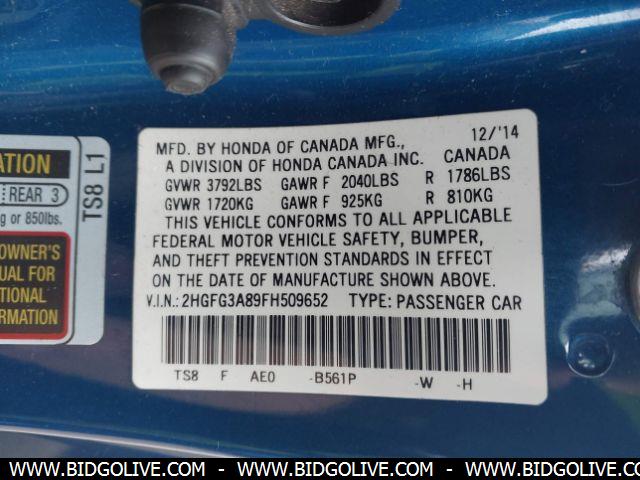 MFD. BY HONDA OF CANADA MFG., 12/'14
A DIVISION OF HONDA CANADA INC. CANADA
GVWR 3792LBS GAWR F 2040LBS R 1786LBS
GVWR 1720KG GAWR F 925KG R 810KG
THIS VEHICLE CONFORMS TO ALL APPLICABLE
FEDERAL MOTOR VEHICLE SAFETY, BUMPER,
AND THEFT PREVENTION STANDARDS IN EFFECT
ON THE DATE OF MANUFACTURE SHOWN ABOVE.
V.I.N.: 2HGFG3A89FH509652 TYPE: PASSENGER CAR
TS8 F AE0 -B561P -W -H
ATION
REAR 3
g or 850lbs.
OWNER'S
UAL FOR
TIONAL
RMATION
TS8 L1
WWW.BIDGOLIVE.COM - WWW.BIDGOLIVE.COM - WWW.BIDGOLIVE.COM